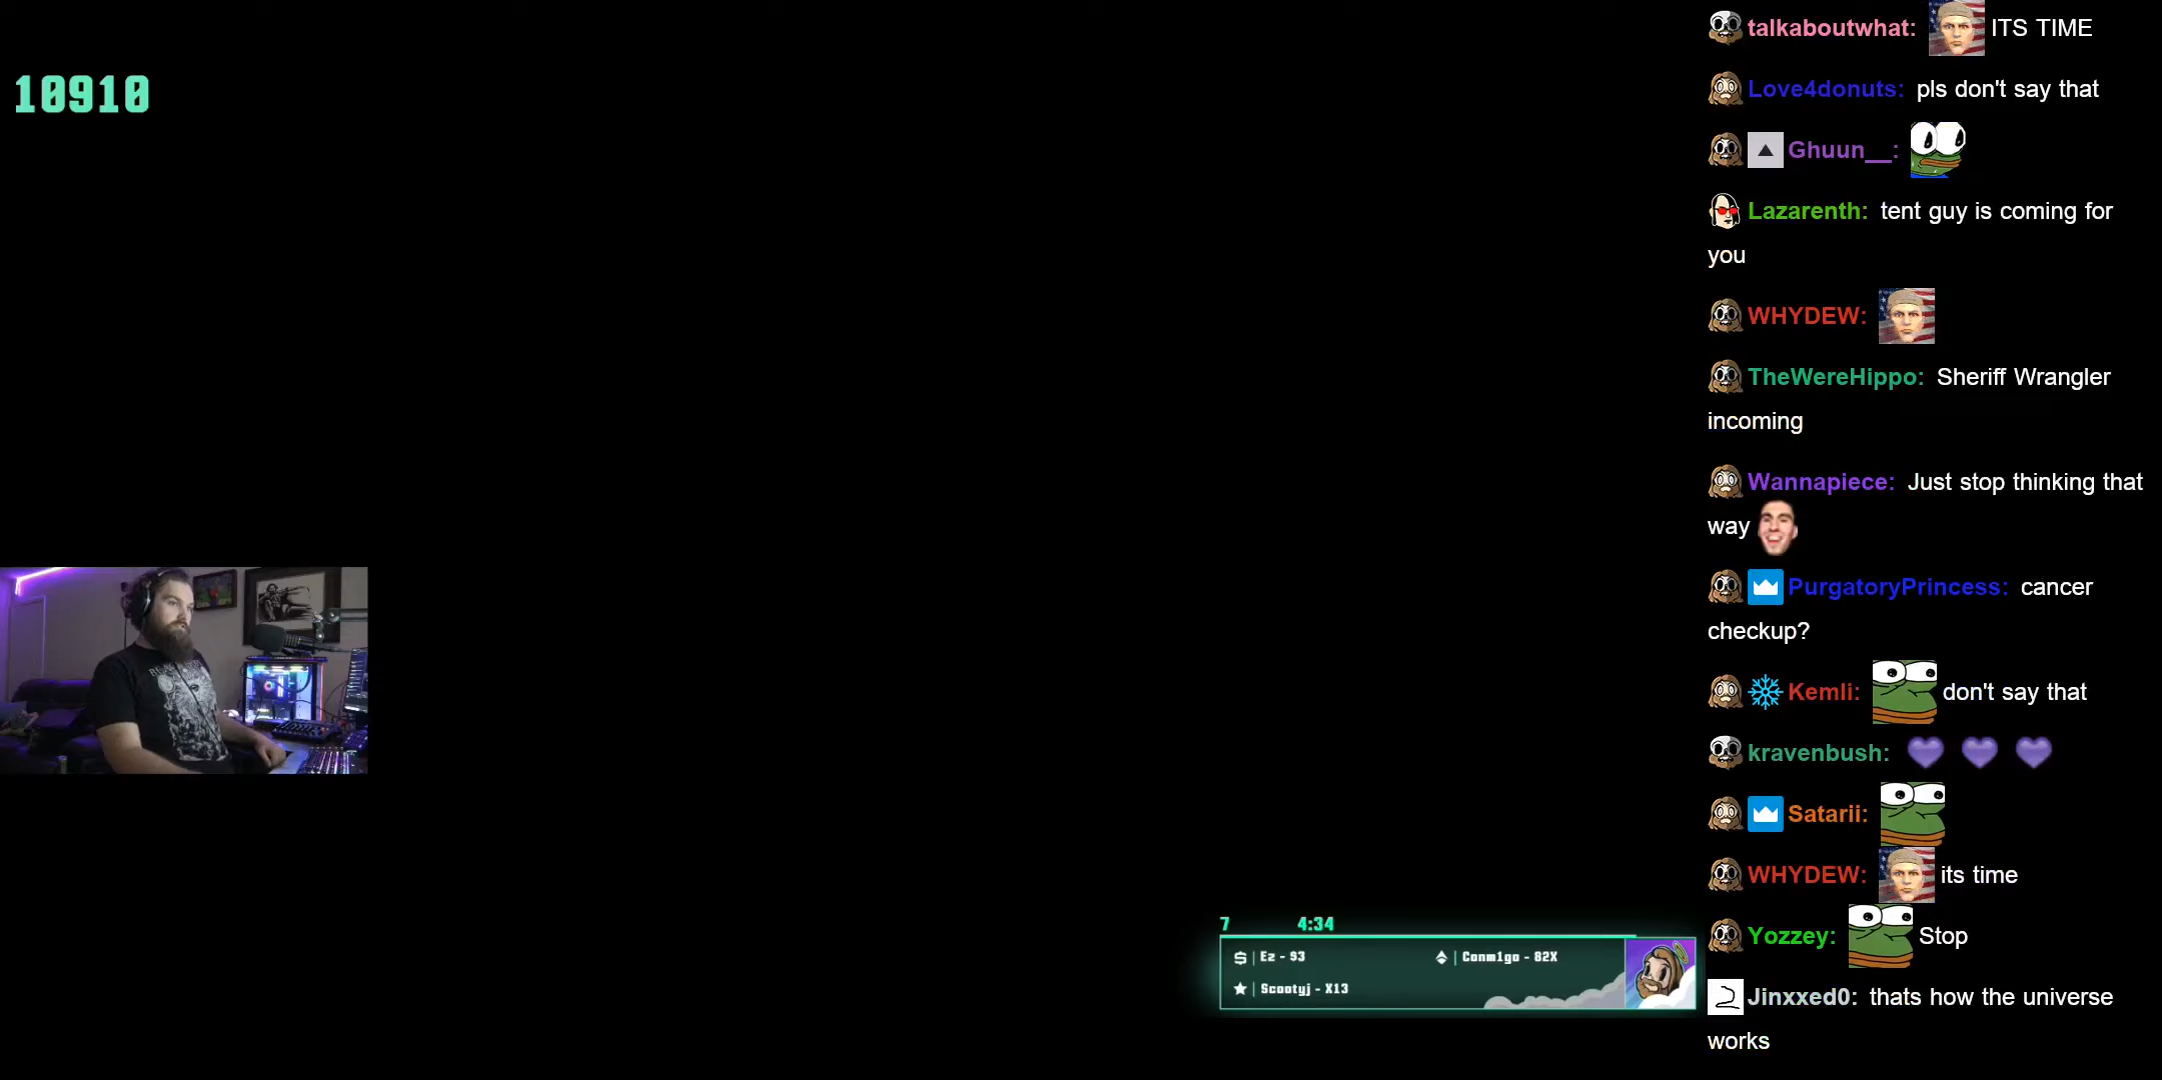 10910
talkaboutwhat: ITS TIME
Love4donuts: pls don't say that
Ghuun__:
Lazarenth: tent guy is coming for
you
WHYDEW:
TheWereHippo: Sheriff Wrangler
incoming
Wannapiece: Just stop thinking that
way
PurgatoryPrincess: cancer
checkup?
Kemli: don't say that
kravenbush:
Satarii:
WHYDEW: its time
Yozzey: Stop
Jinxxed0: thats how the universe
works
7 4:34
$ | Ez - $3 | Conm1go - 82X
| Scootyj - X13